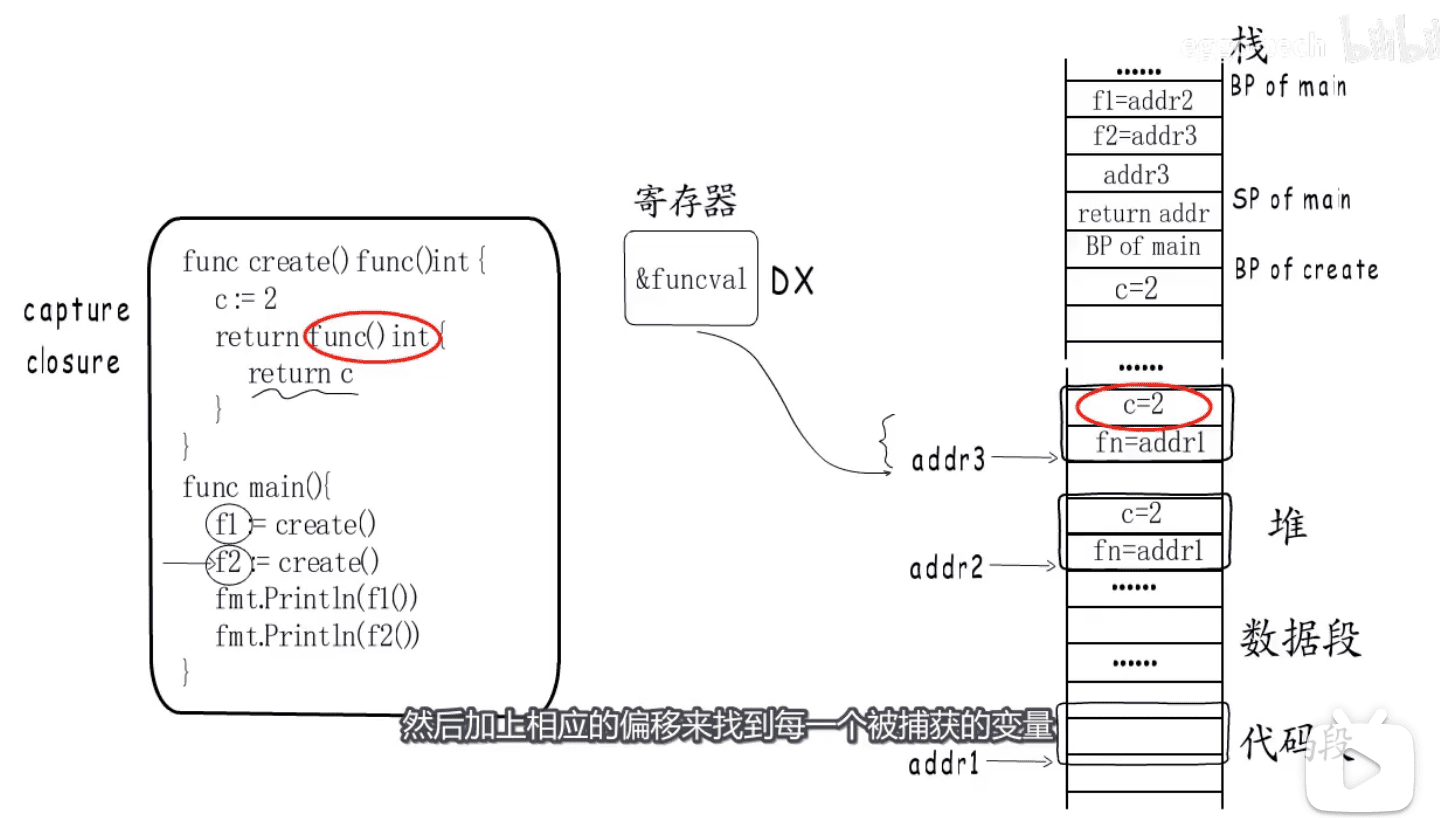 栈
......
BP of main
f1=addr2
f2=addr3
addr3
SP of main
return addr
BP of main
BP of create
c=2
......
寄存器
&funcval
DX
capture
closure
func create() func()int {
c := 2
return func()int {
return c
}
}
func main(){
f1 := create()
f2 := create()
fmt.Println(f1())
fmt.Println(f2())
}
c=2
fn=addr1
addr3
c=2
fn=addr1
addr2
堆
......
数据段
......
代码段
addr1
然后加上相应的偏移来找到每一个被捕获的变量
bilibili